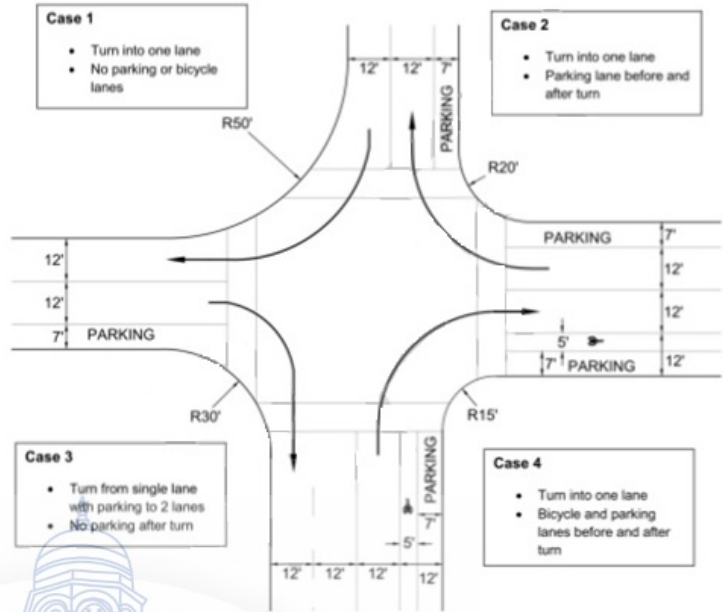 Case 1
• Turn into one lane
• No parking or bicycle
lanes
Case 2
• Turn into one lane
• Parking lane before and
after turn
12' 12' 7'
PARKING
R50'
R20'
PARKING
7'
12'
12'
12'
12'
7' PARKING
5'
7' PARKING
12'
R30'
R15'
Case 3
• Turn from single lane
with parking to 2 lanes
• No parking after turn
PARKING
7'
5'
12' 12' 12' 12'
Case 4
• Turn into one lane
• Bicycle and parking
lanes before and after
turn